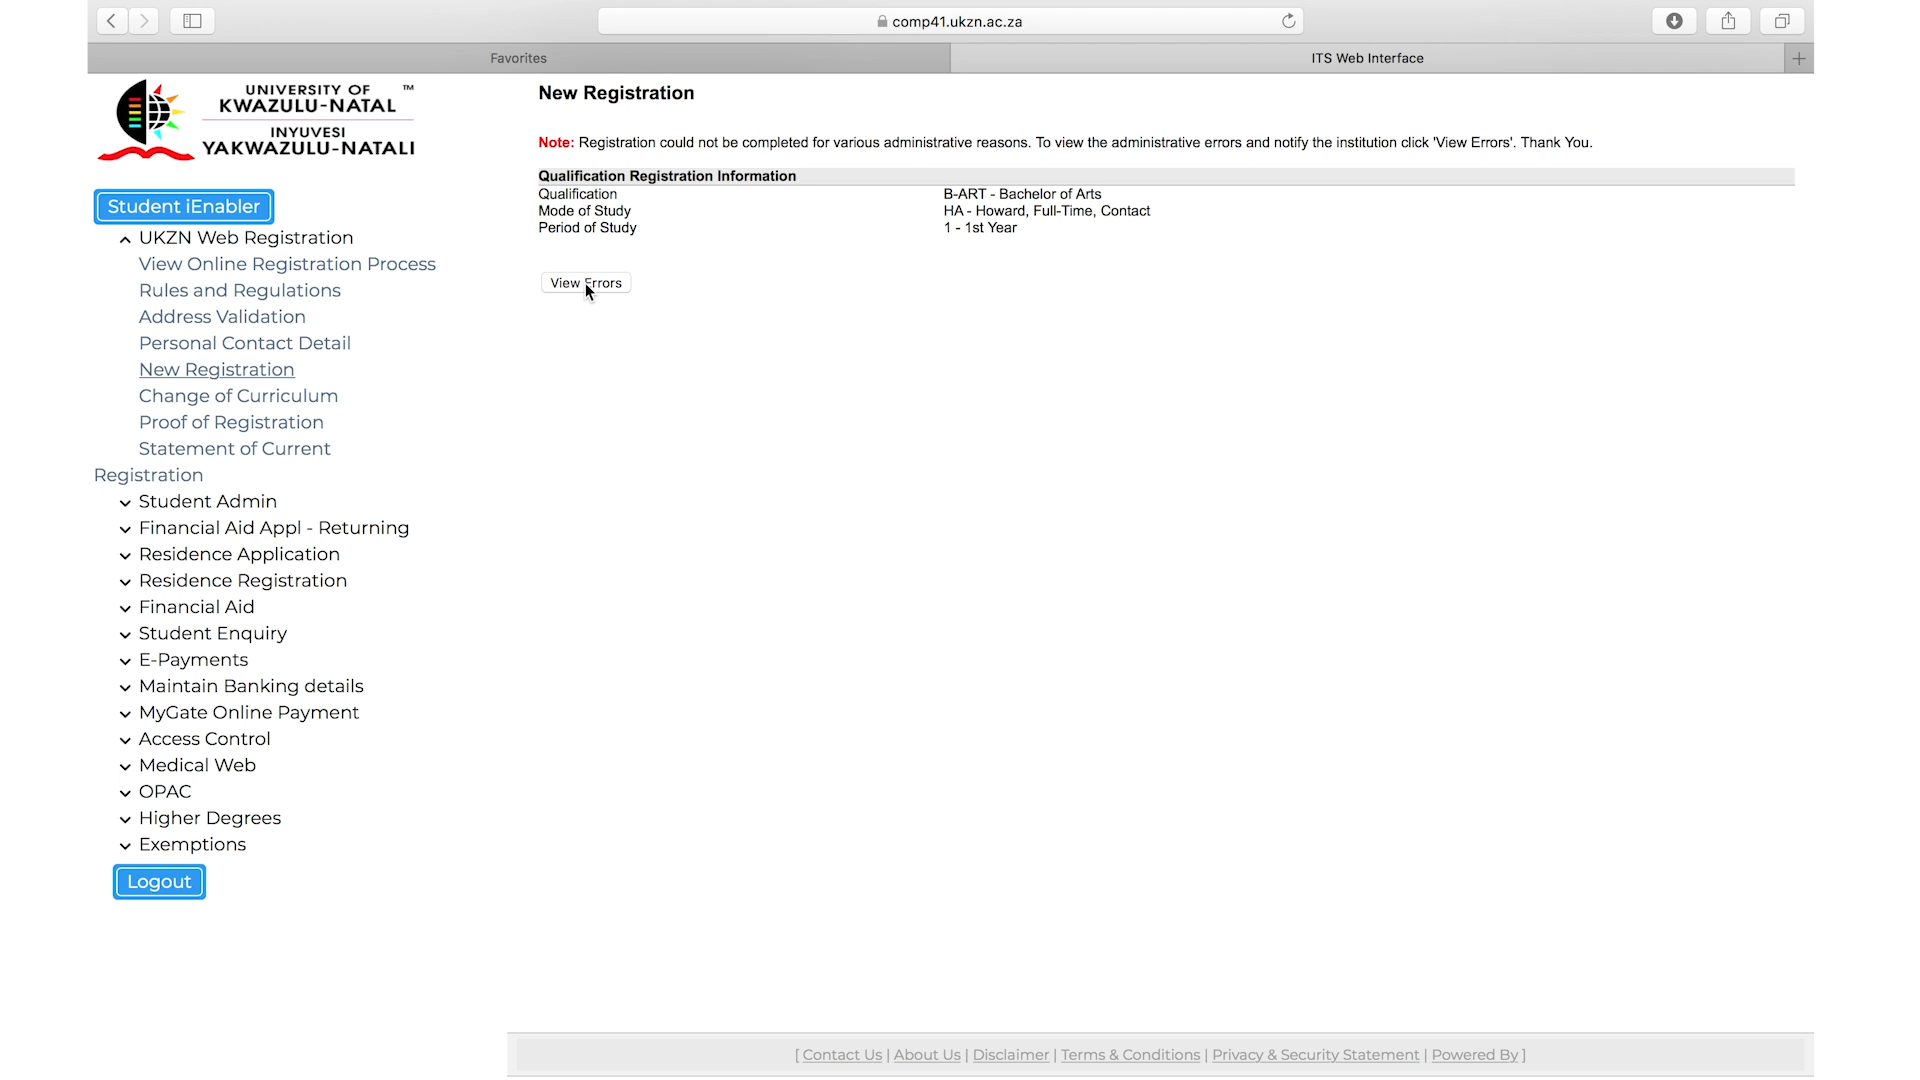 comp41.ukzn.ac.za
Favorites
ITS Web Interface
UNIVERSITY OF ™
KWAZULU-NATAL
INYUVESI
YAKWAZULU-NATALI
Student iEnabler
UKZN Web Registration
View Online Registration Process
Rules and Regulations
Address Validation
Personal Contact Detail
New Registration
Change of Curriculum
Proof of Registration
Statement of Current
Registration
Student Admin
Financial Aid Appl - Returning
Residence Application
Residence Registration
Financial Aid
Student Enquiry
E-Payments
Maintain Banking details
MyGate Online Payment
Access Control
Medical Web
OPAC
Higher Degrees
Exemptions
Logout
New Registration
Note: Registration could not be completed for various administrative reasons. To view the administrative errors and notify the institution click 'View Errors'. Thank You.
Qualification Registration Information
Qualification B-ART - Bachelor of Arts
Mode of Study HA - Howard, Full-Time, Contact
Period of Study 1 - 1st Year
View Errors
[ Contact Us | About Us | Disclaimer | Terms & Conditions | Privacy & Security Statement | Powered By ]